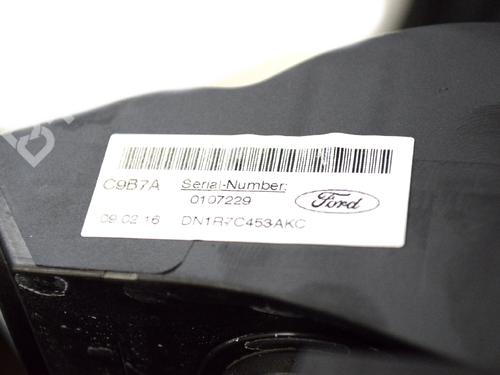 C9B7A Serial-Number:
0107229
Ford
09.02.16 DN1R7C453AKC